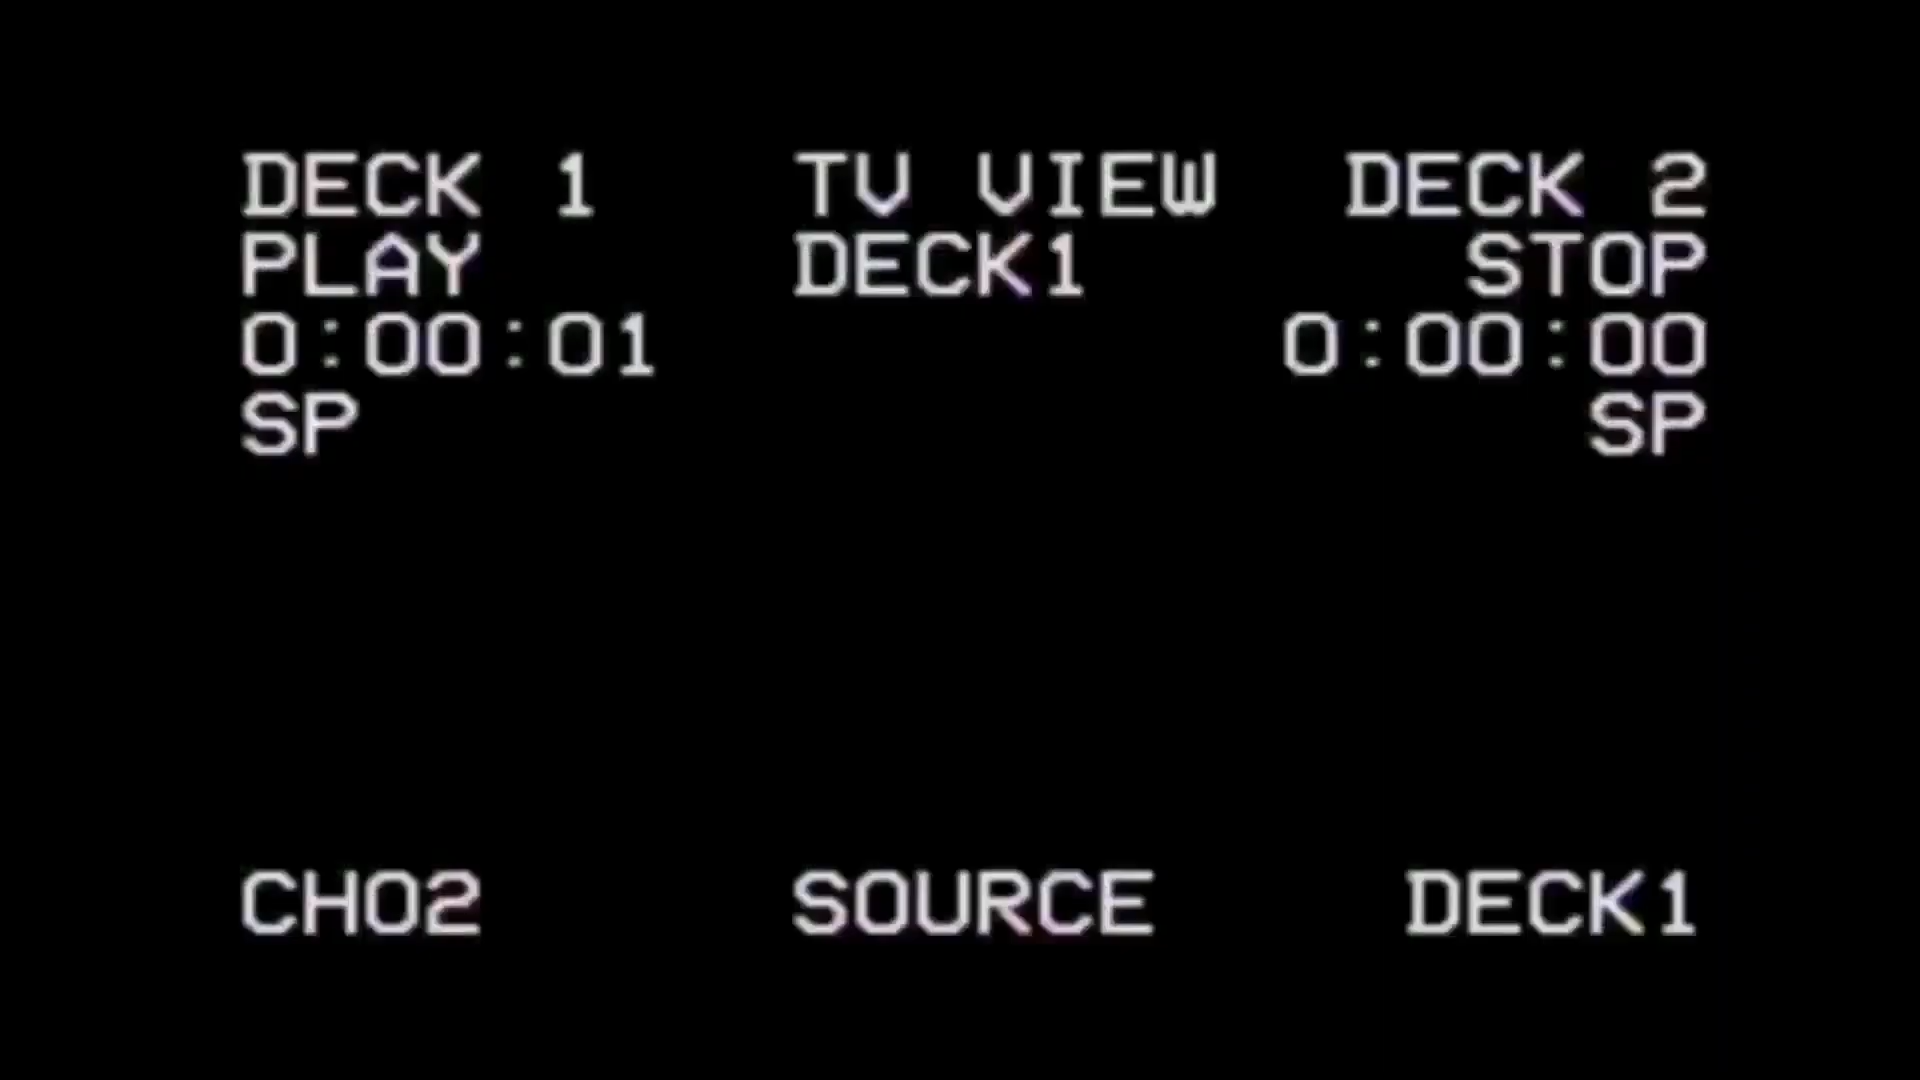 DECK 1 TV VIEW DECK 2
PLAY DECK1 STOP
0:00:01 0:00:00
SP SP
CH02 SOURCE DECK1